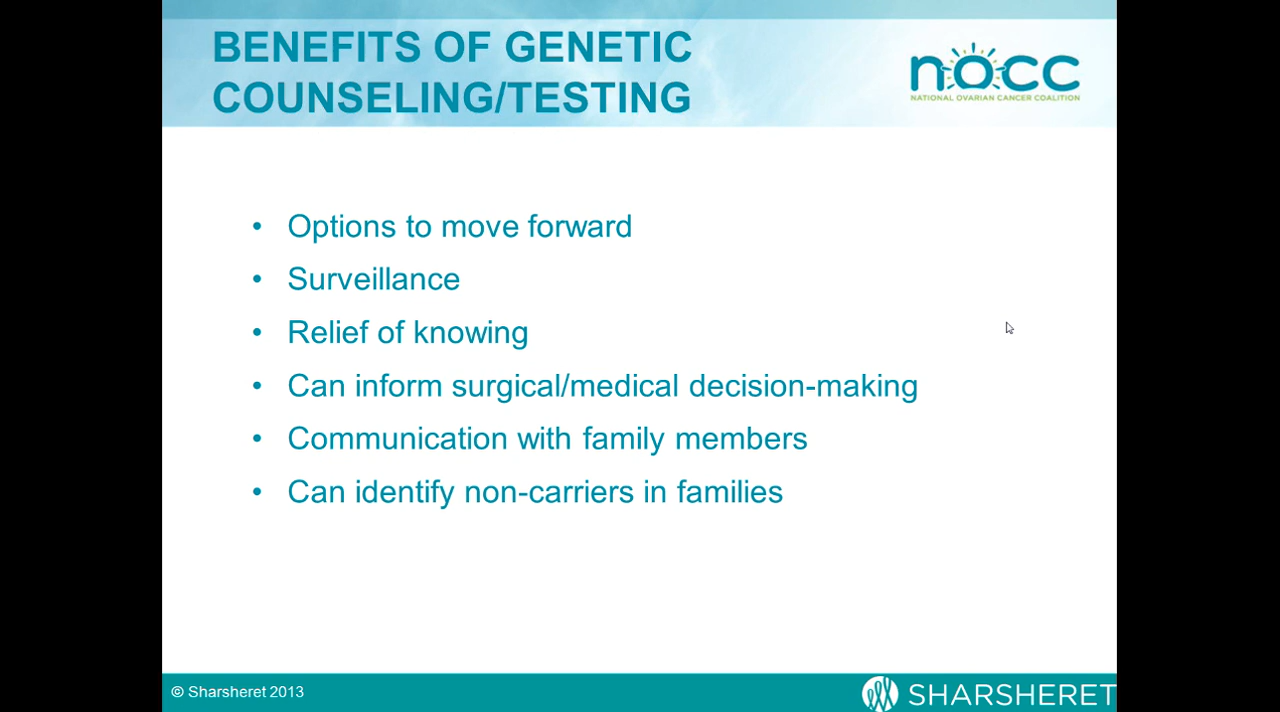 BENEFITS OF GENETIC
COUNSELING/TESTING
nocc
NATIONAL OVARIAN CANCER COALITION
• Options to move forward
• Surveillance
• Relief of knowing
• Can inform surgical/medical decision-making
• Communication with family members
• Can identify non-carriers in families
© Sharsheret 2013
SHARSHERET